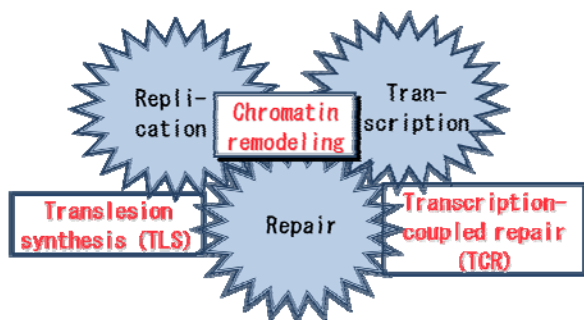 Repli-
cation
Tran-
scription
Chromatin
remodeling
Translesion
synthesis (TLS)
Repair
Transcription-
coupled repair
(TCR)